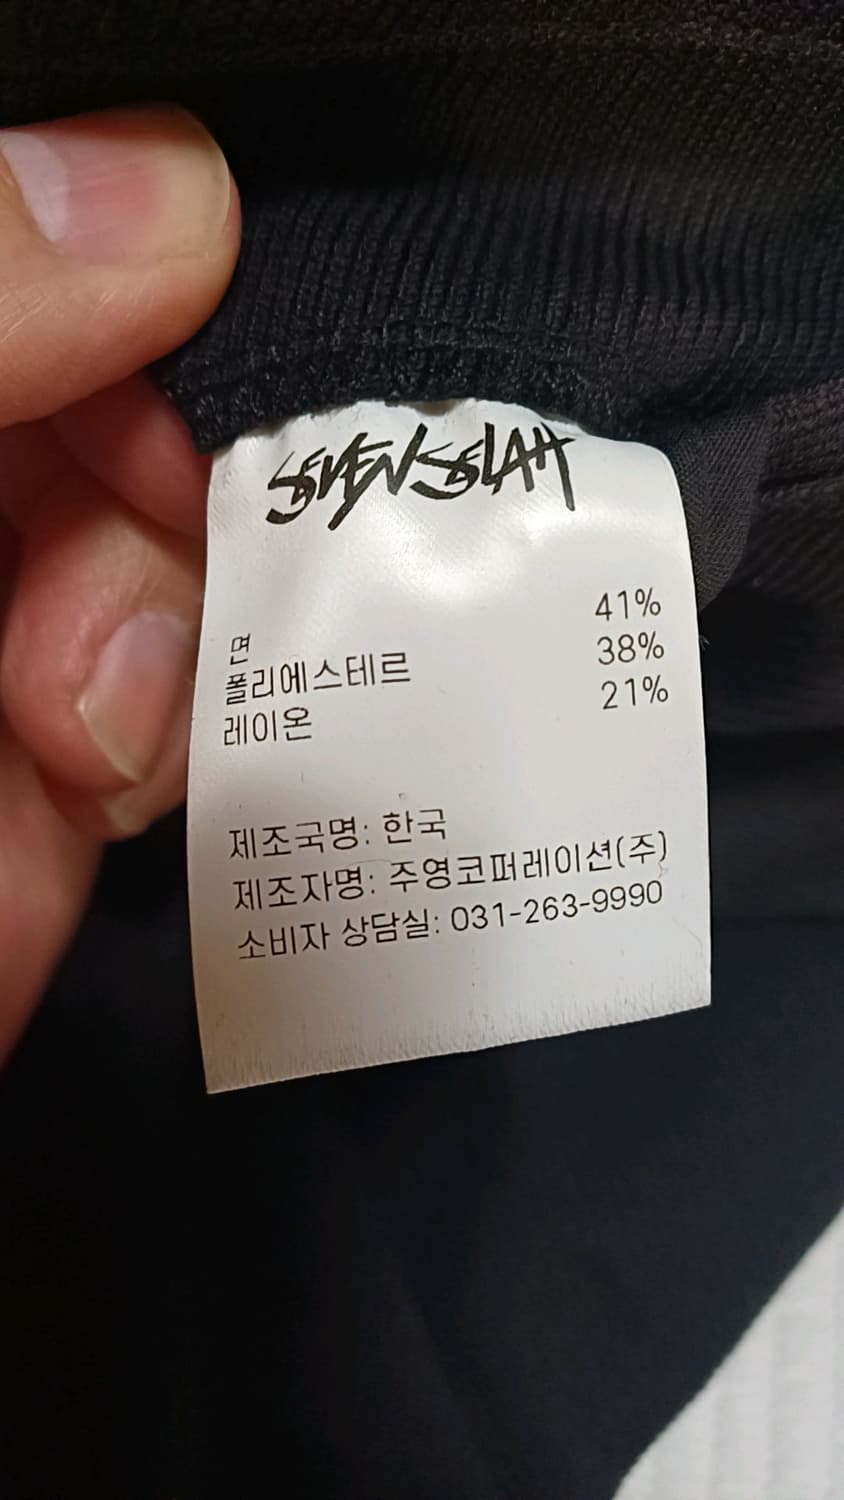 SEVENSELAH
면 41%
폴리에스테르 38%
레이온 21%
제조국명: 한국
제조자명: 주영코퍼레이션(주)
소비자 상담실: 031-263-9990